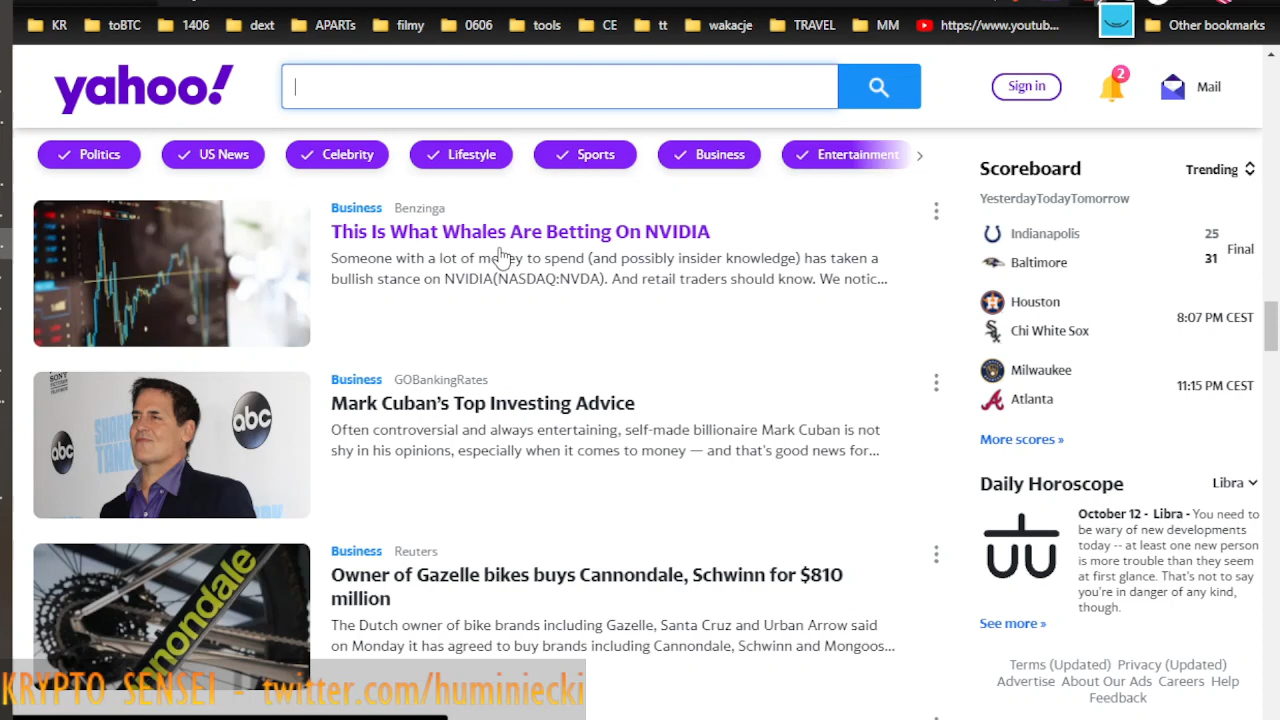 KR toBTC 1406 dext APARTs filmy 0606 tools CE tt wakacje TRAVEL MM https://www.youtub... Other bookmarks
yahoo! Sign in 2 Mail
Politics US News Celebrity Lifestyle Sports Business Entertainment
Business Benzinga
This Is What Whales Are Betting On NVIDIA
Someone with a lot of money to spend (and possibly insider knowledge) has taken a
bullish stance on NVIDIA(NASDAQ:NVDA). And retail traders should know. We notic...
abc
SHARK
TANK
abc
Business GOBankingRates
Mark Cuban's Top Investing Advice
Often controversial and always entertaining, self-made billionaire Mark Cuban is not
shy in his opinions, especially when it comes to money — and that's good news for...
cannondale
Business Reuters
Owner of Gazelle bikes buys Cannondale, Schwinn for $810
million
The Dutch owner of bike brands including Gazelle, Santa Cruz and Urban Arrow said
on Monday it has agreed to buy brands including Cannondale, Schwinn and Mongoos...
Scoreboard Trending
YesterdayTodayTomorrow
Indianapolis 25
Final
Baltimore 31
Houston
8:07 PM CEST
Chi White Sox
Milwaukee
11:15 PM CEST
Atlanta
More scores »
Daily Horoscope Libra
October 12 - Libra - You need to
be wary of new developments
today -- at least one new person
is more trouble than they seem
at first glance. That's not to say
you're in danger of any kind,
though.
See more »
Terms (Updated) Privacy (Updated)
Advertise About Our Ads Careers Help
Feedback
KRYPTO SENSEI - twitter.com/huminiecki